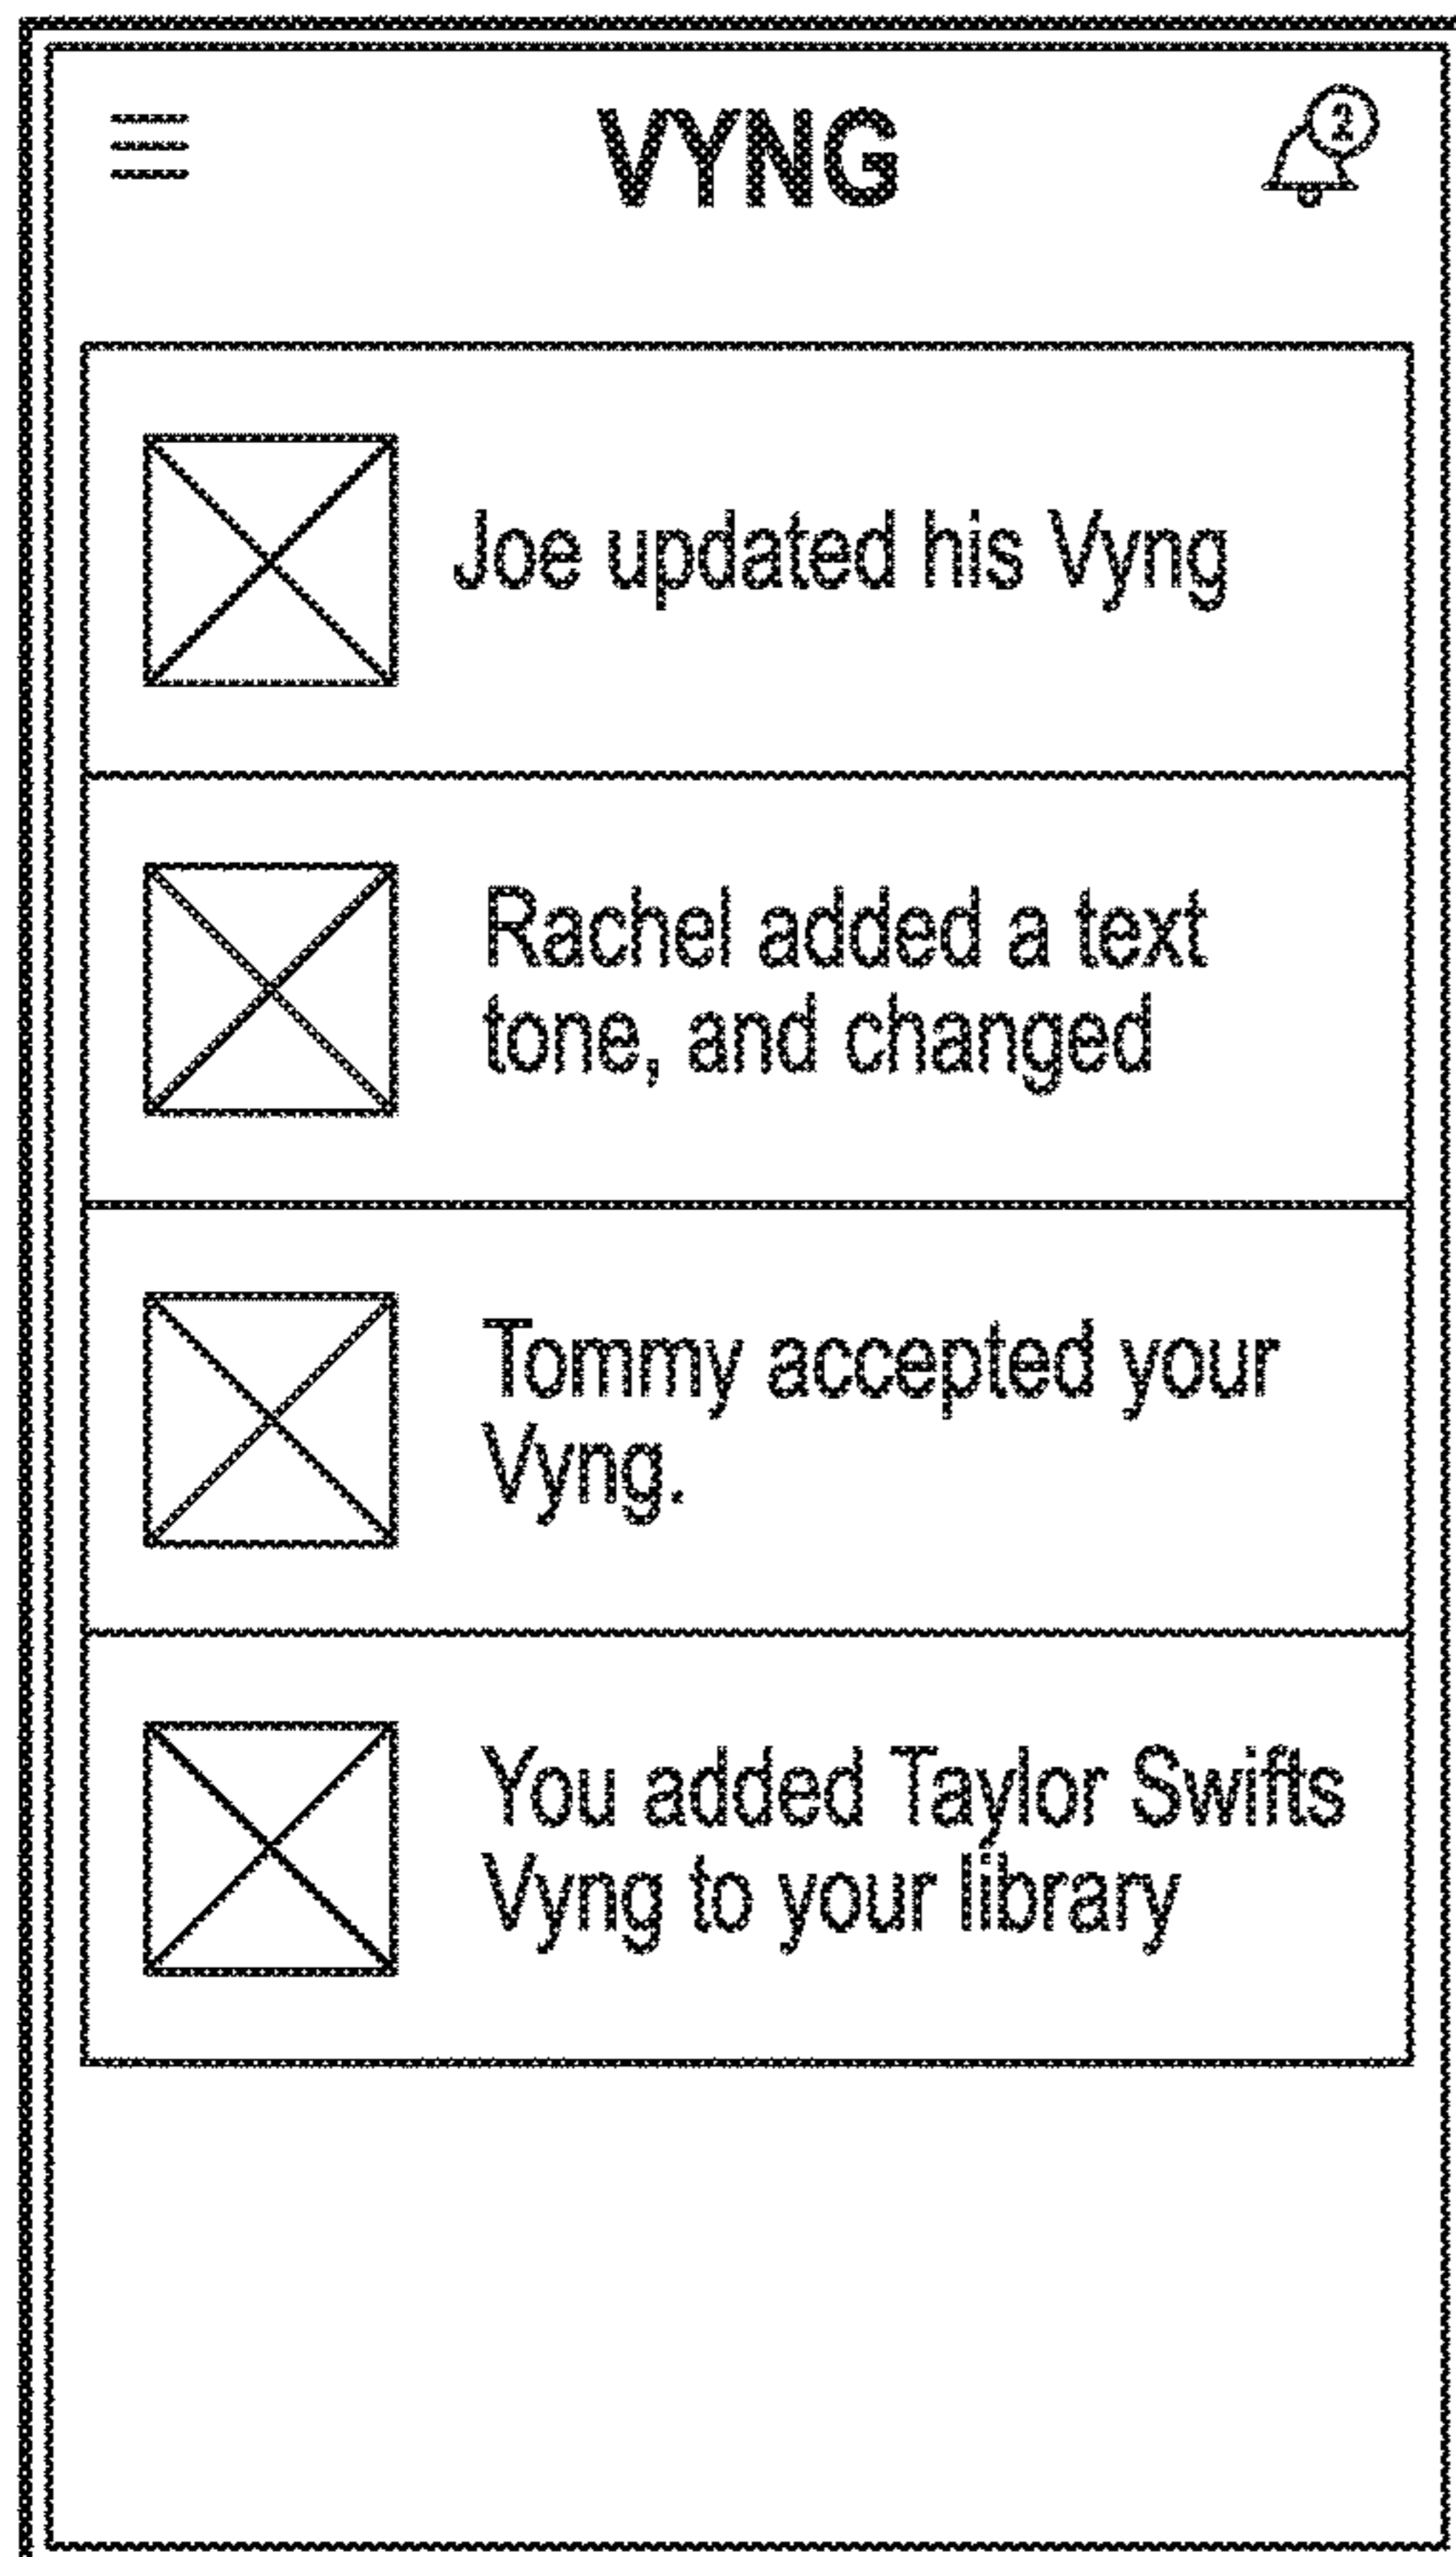 VYNG
2
Joe updated his Vyng
Rachel added a text
tone, and changed
Tommy accepted your
Vyng.
You added Taylor Swifts
Vyng to your library